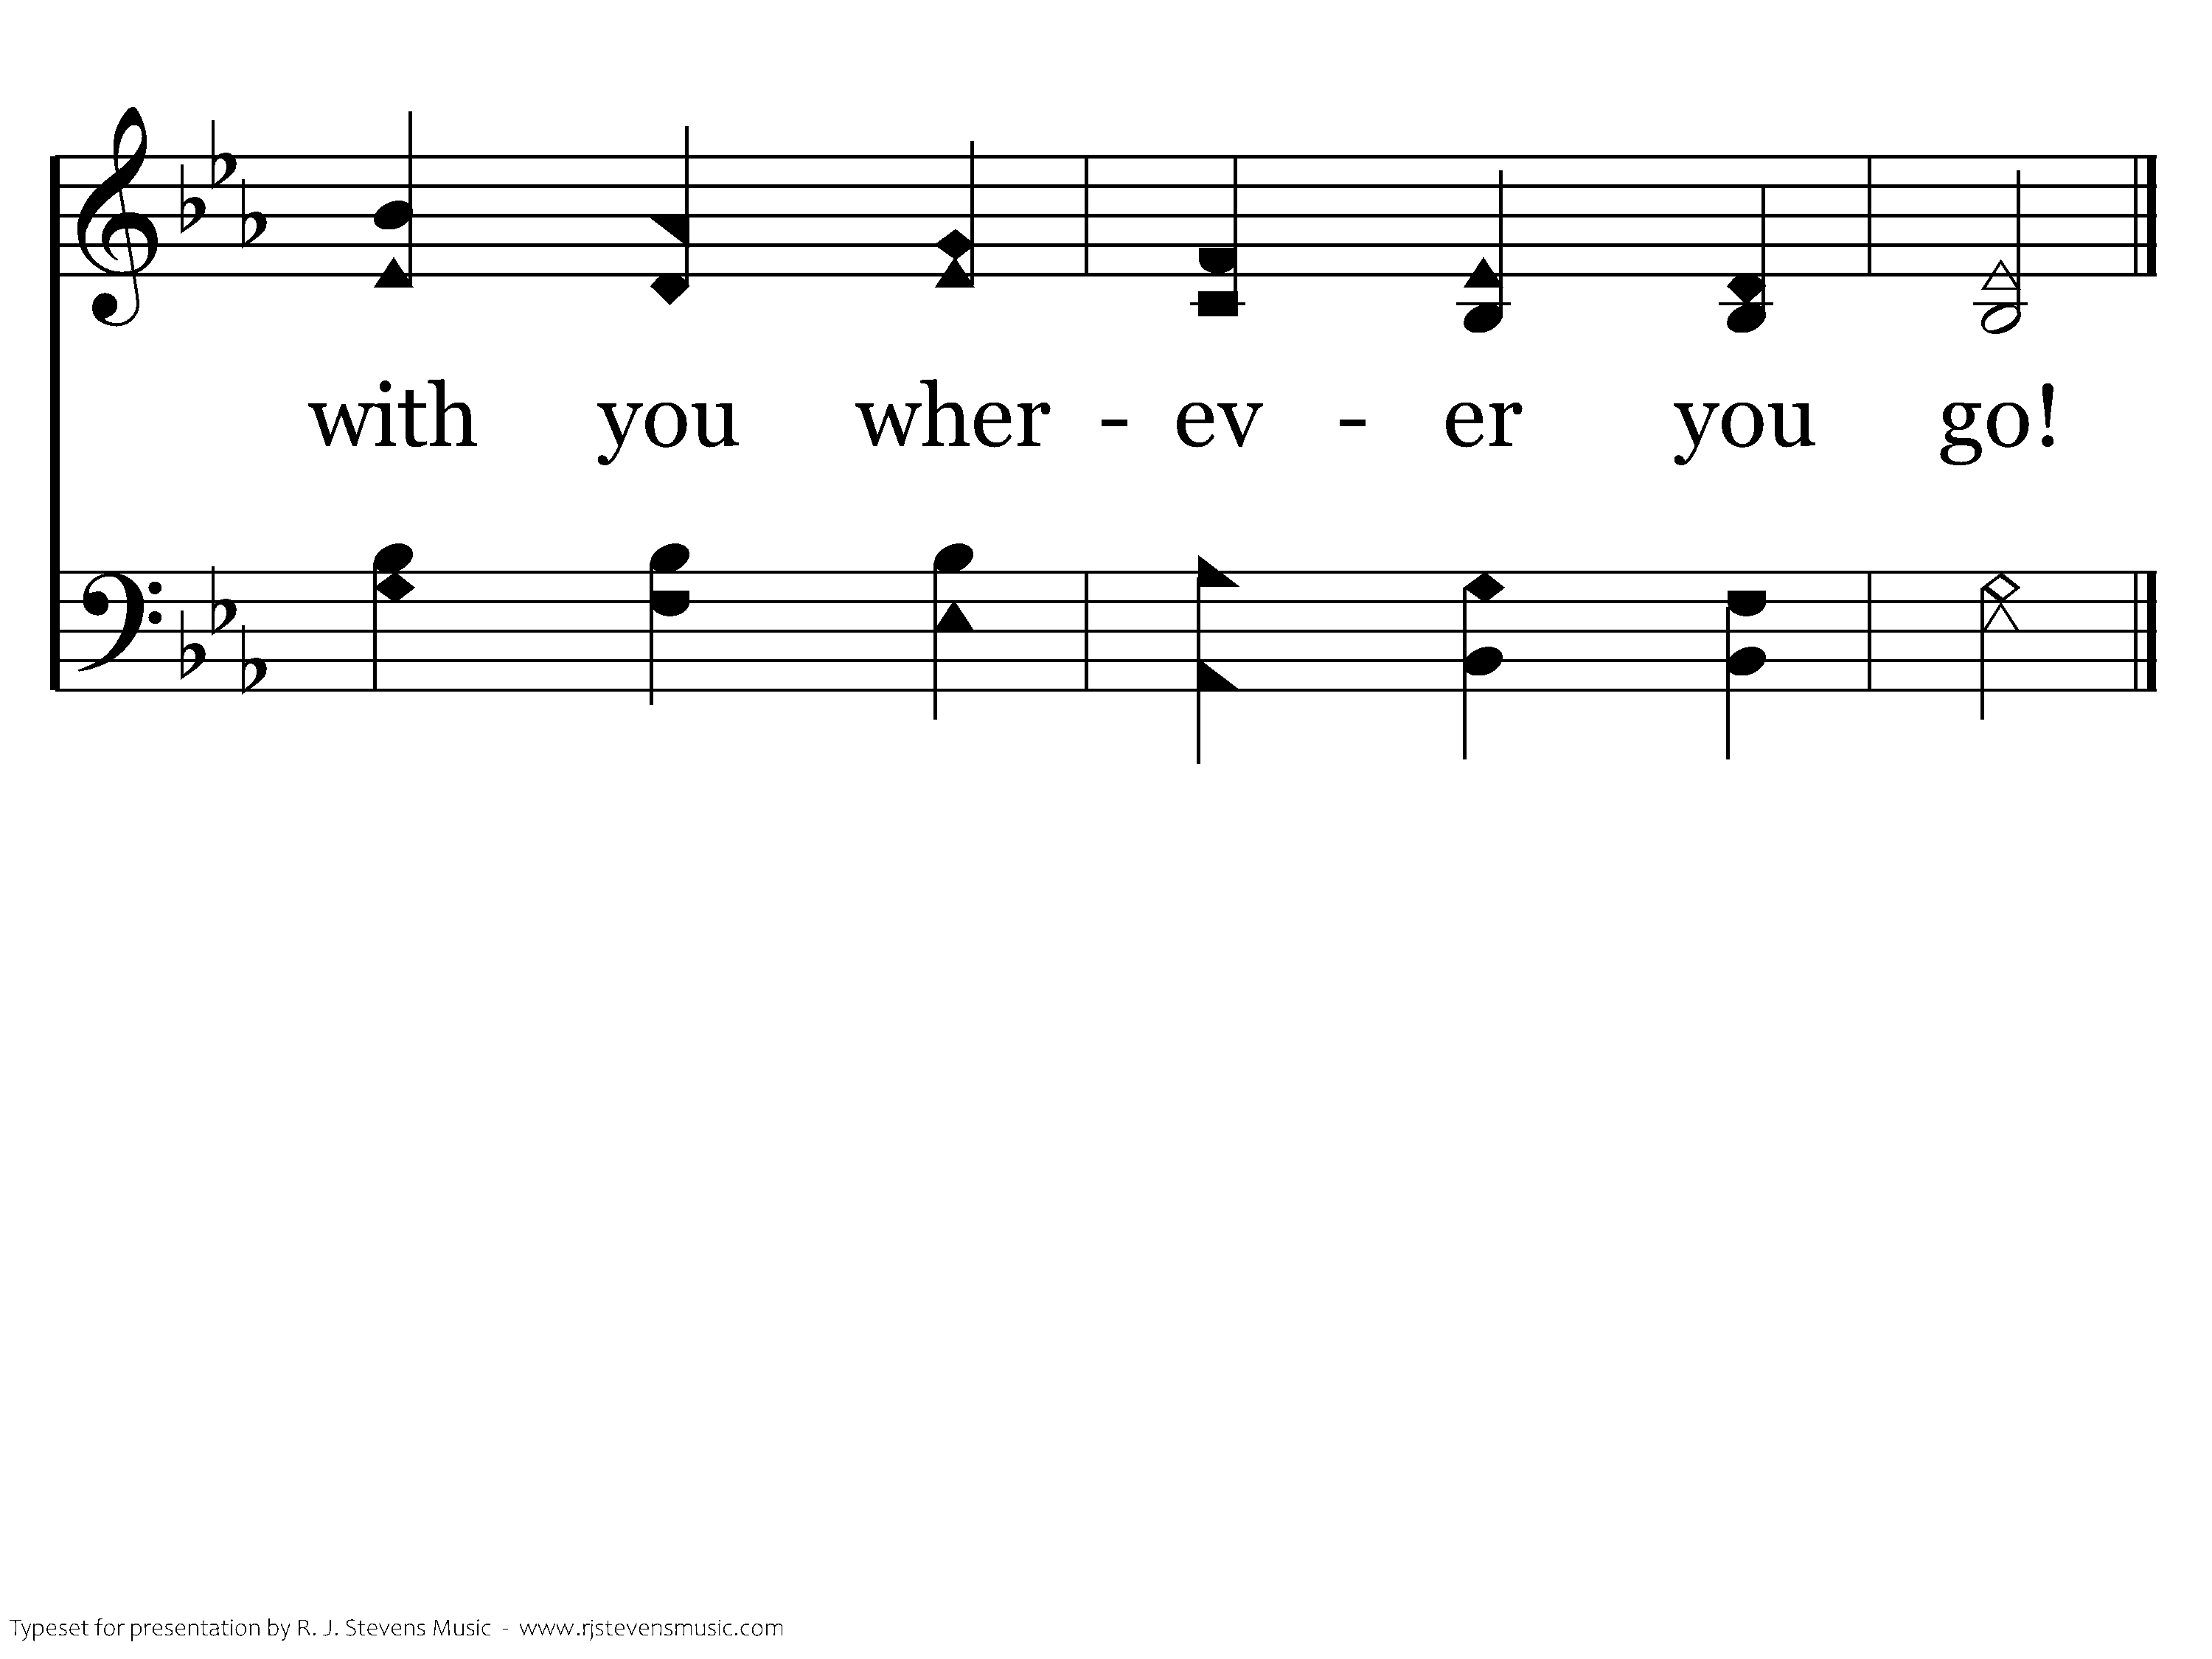 with you wher - ev - er you go!
Typeset for presentation by R. J. Stevens Music - www.rjstevensmusic.com